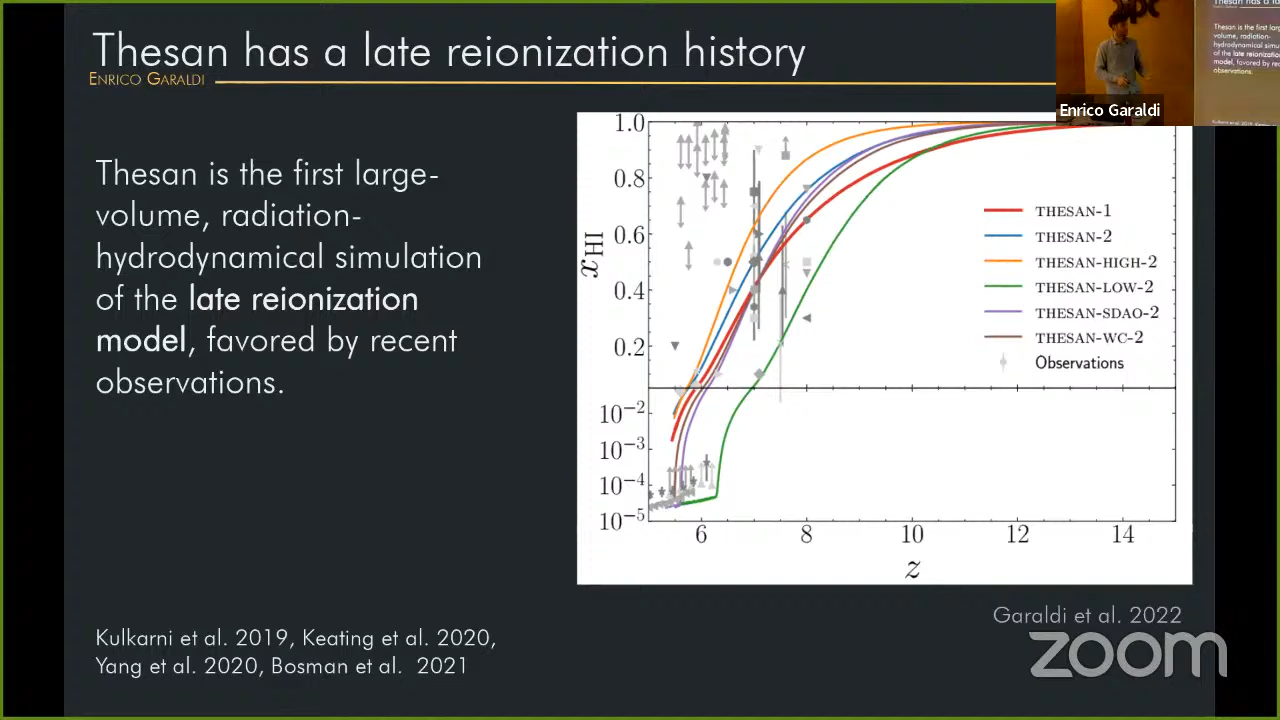 Thesan has a late reionization history
ENRICO GARALDI
Enrico Garaldi
Thesan is the first large-
volume, radiation-
hydrodynamical simulation
of the late reionization
model, favored by recent
observations.
Kulkarni et al. 2019, Keating et al. 2020,
Yang et al. 2020, Bosman et al. 2021
1.0
0.8
0.6
0.4
0.2
10⁻²
10⁻³
10⁻⁴
10⁻⁵
xHI
THESAN-1
THESAN-2
THESAN-HIGH-2
THESAN-LOW-2
THESAN-SDAO-2
THESAN-WC-2
Observations
6 8 10 12 14
z
Garaldi et al. 2022
zoom